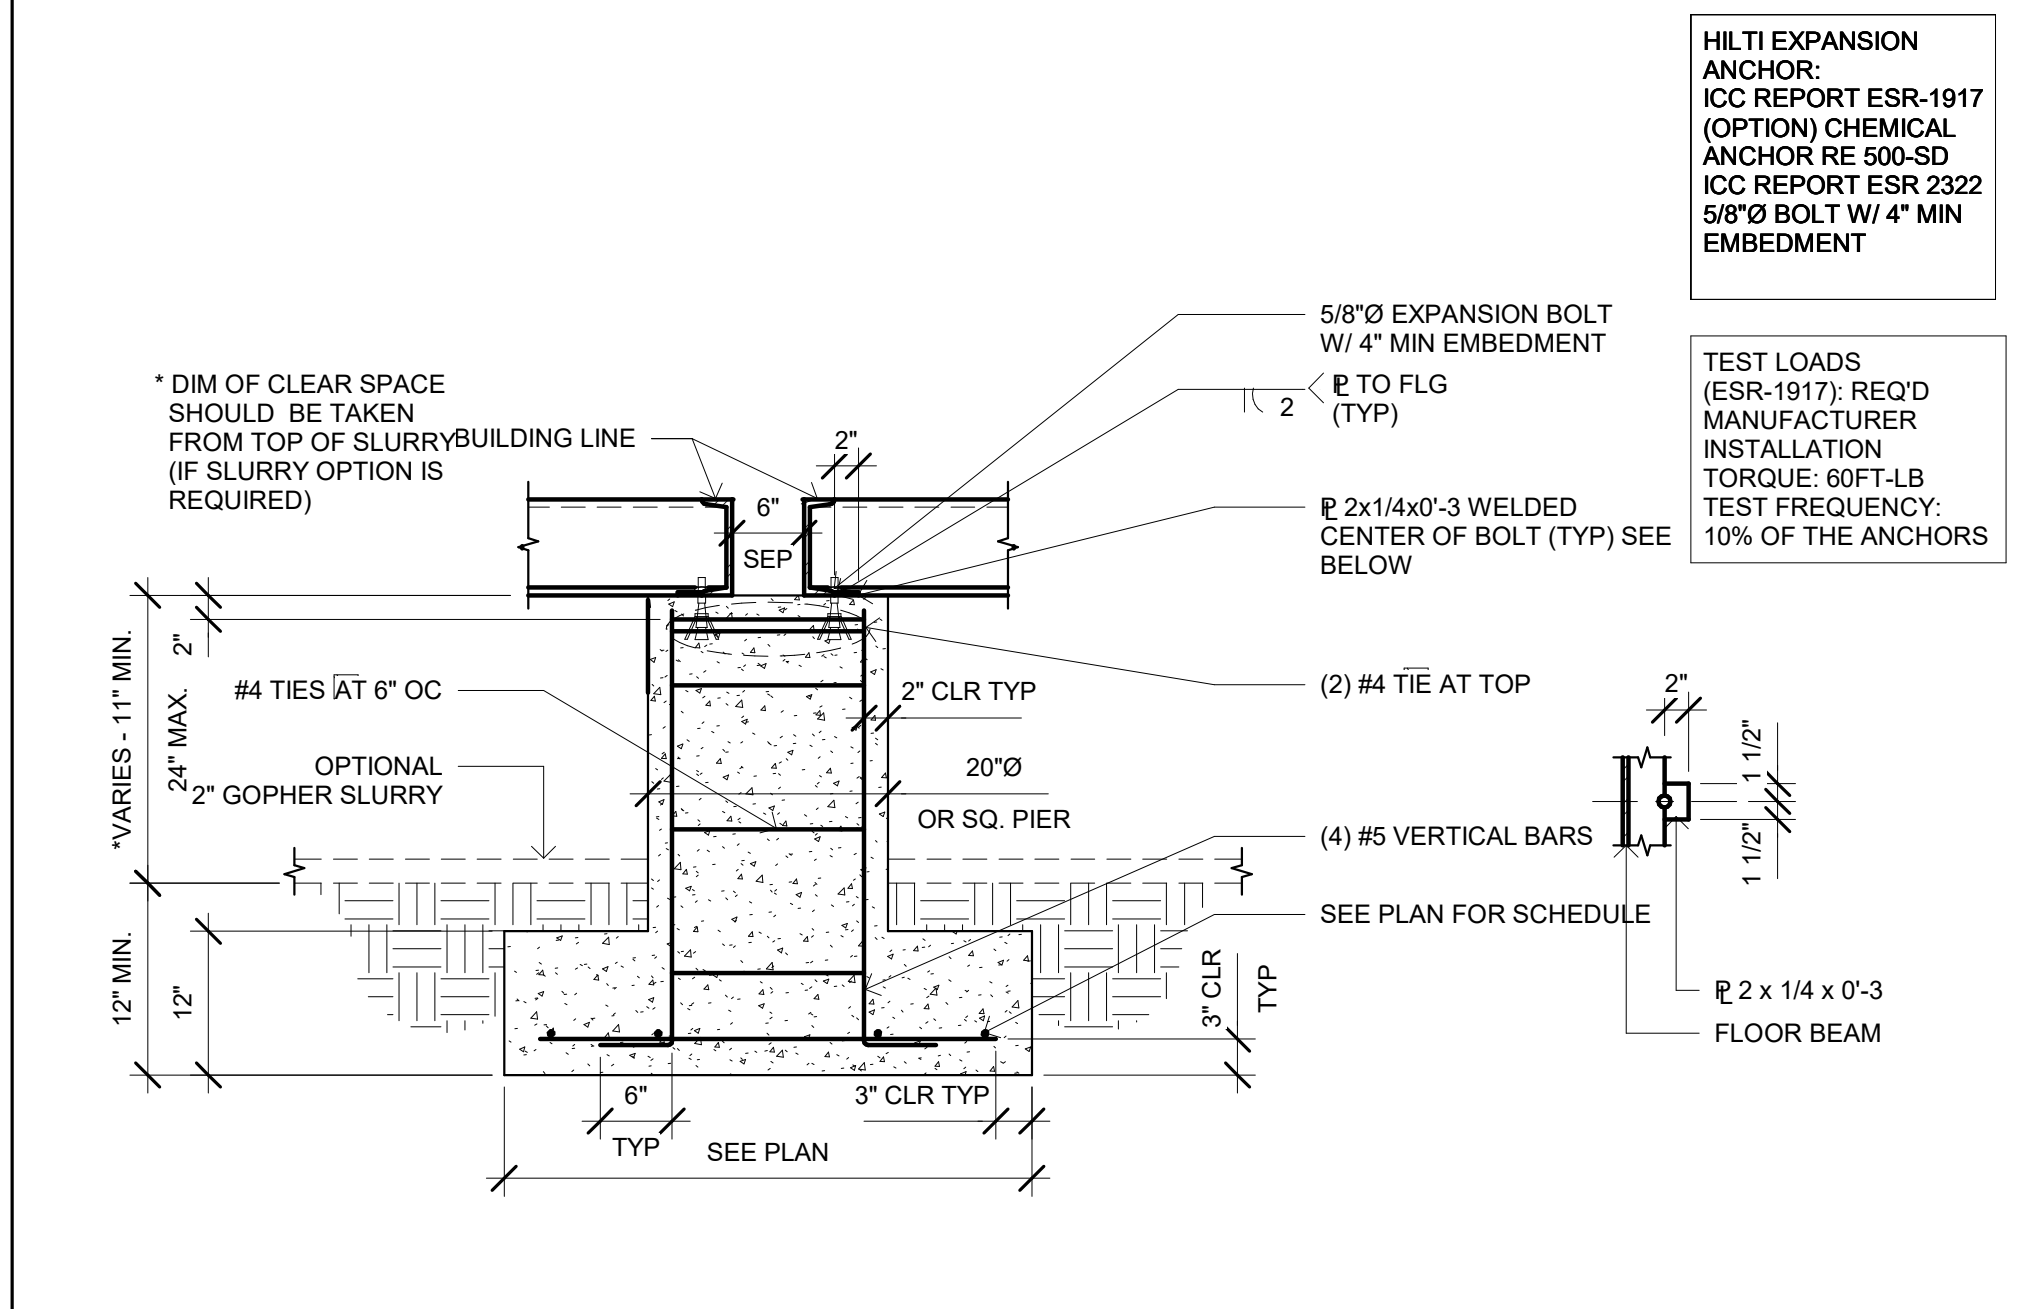 HILTI EXPANSION
ANCHOR:
ICC REPORT ESR-1917
(OPTION) CHEMICAL
ANCHOR RE 500-SD
ICC REPORT ESR 2322
5/8"Ø BOLT W/ 4" MIN
EMBEDMENT
TEST LOADS
(ESR-1917): REQ'D
MANUFACTURER
INSTALLATION
TORQUE: 60FT-LB
TEST FREQUENCY:
10% OF THE ANCHORS
5/8"Ø EXPANSION BOLT
W/ 4" MIN EMBEDMENT
2
PL TO FLG
(TYP)
* DIM OF CLEAR SPACE
SHOULD BE TAKEN
FROM TOP OF SLURRY
(IF SLURRY OPTION IS
REQUIRED)
BUILDING LINE
2"
6"
SEP
PL 2x1/4x0'-3 WELDED
CENTER OF BOLT (TYP) SEE
BELOW
*VARIES - 11" MIN.
24" MAX.
2"
#4 TIES AT 6" OC
2" CLR TYP
(2) #4 TIE AT TOP
OPTIONAL
2" GOPHER SLURRY
20"Ø
OR SQ. PIER
(4) #5 VERTICAL BARS
SEE PLAN FOR SCHEDULE
12" MIN.
12"
3" CLR
TYP
6"
TYP
3" CLR TYP
SEE PLAN
2"
1 1/2"
1 1/2"
PL 2 x 1/4 x 0'-3
FLOOR BEAM